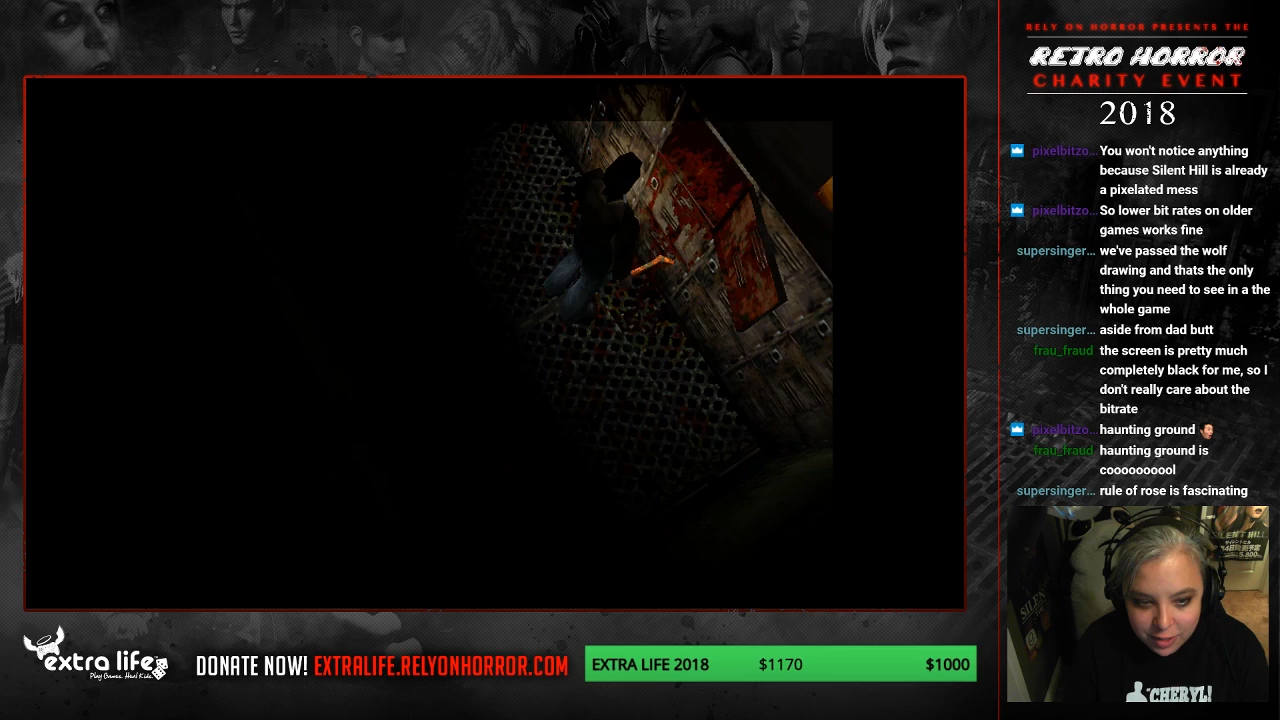 RELY ON HORROR PRESENTS THE
RETRO HORROR
CHARITY EVENT
2018
pixelbitzo... You won't notice anything
because Silent Hill is already
a pixelated mess
pixelbitzo... So lower bit rates on older
games works fine
supersinger... we've passed the wolf
drawing and thats the only
thing you need to see in a the
whole game
supersinger... aside from dad butt
frau_fraud the screen is pretty much
completely black for me, so I
don't really care about the
bitrate
pixelbitzo... haunting ground
frau_fraud haunting ground is
cooooooool
supersinger... rule of rose is fascinating
SILENT HILL
"CHERYL!
extra life
Play Games. Heal Kids.
DONATE NOW! EXTRALIFE.RELYONHORROR.COM
EXTRA LIFE 2018 $1170 $1000